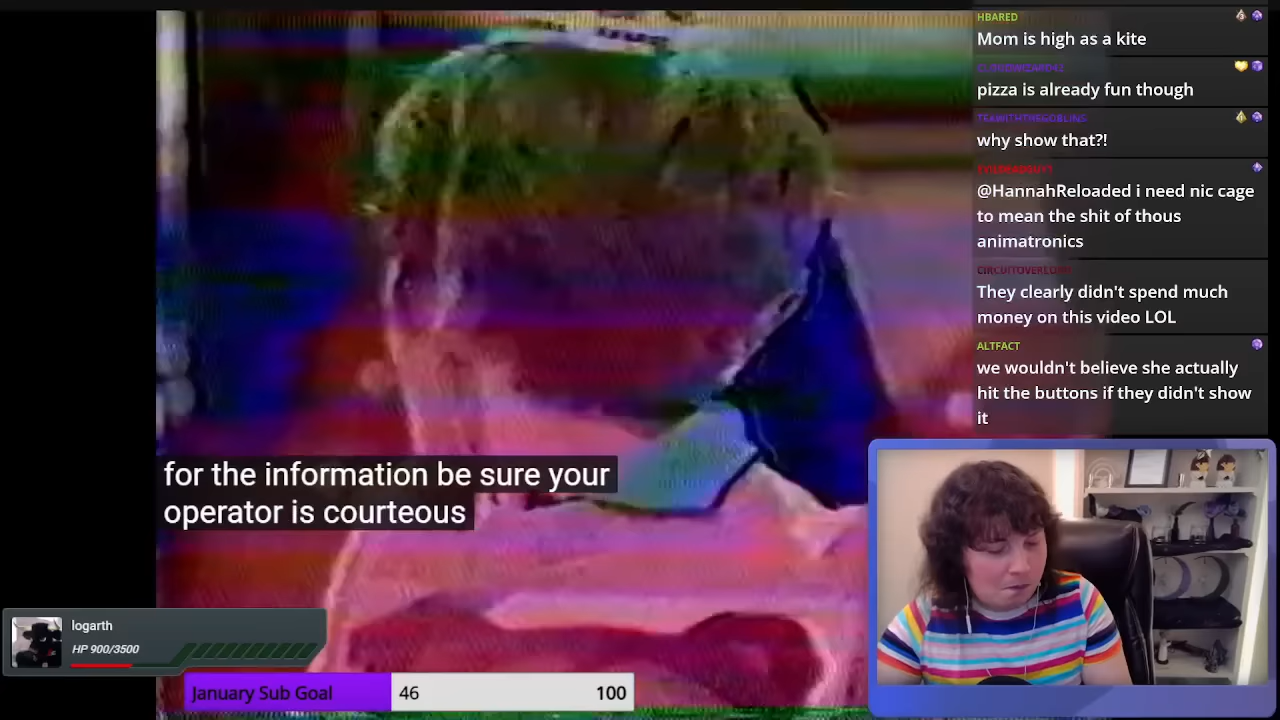 HBARED
Mom is high as a kite
pizza is already fun though
TEAWITHTHEGOBLINS
why show that?!
@HannahReloaded i need nic cage
to mean the shit of thous
animatronics
CIRCUITOVERLORD
They clearly didn't spend much
money on this video LOL
ALTFACT
we wouldn't believe she actually
hit the buttons if they didn't show
it
for the information be sure your
operator is courteous
logarth
HP 900/3500
January Sub Goal 46 100